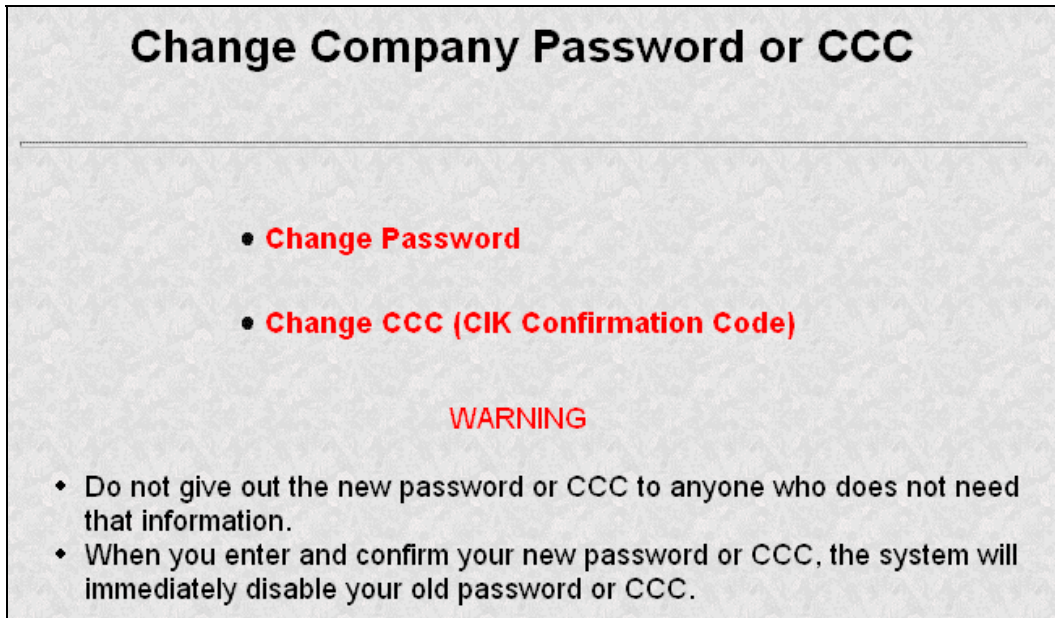 Change Company Password or CCC
• Change Password
• Change CCC (CIK Confirmation Code)
WARNING
• Do not give out the new password or CCC to anyone who does not need
that information.
• When you enter and confirm your new password or CCC, the system will
immediately disable your old password or CCC.